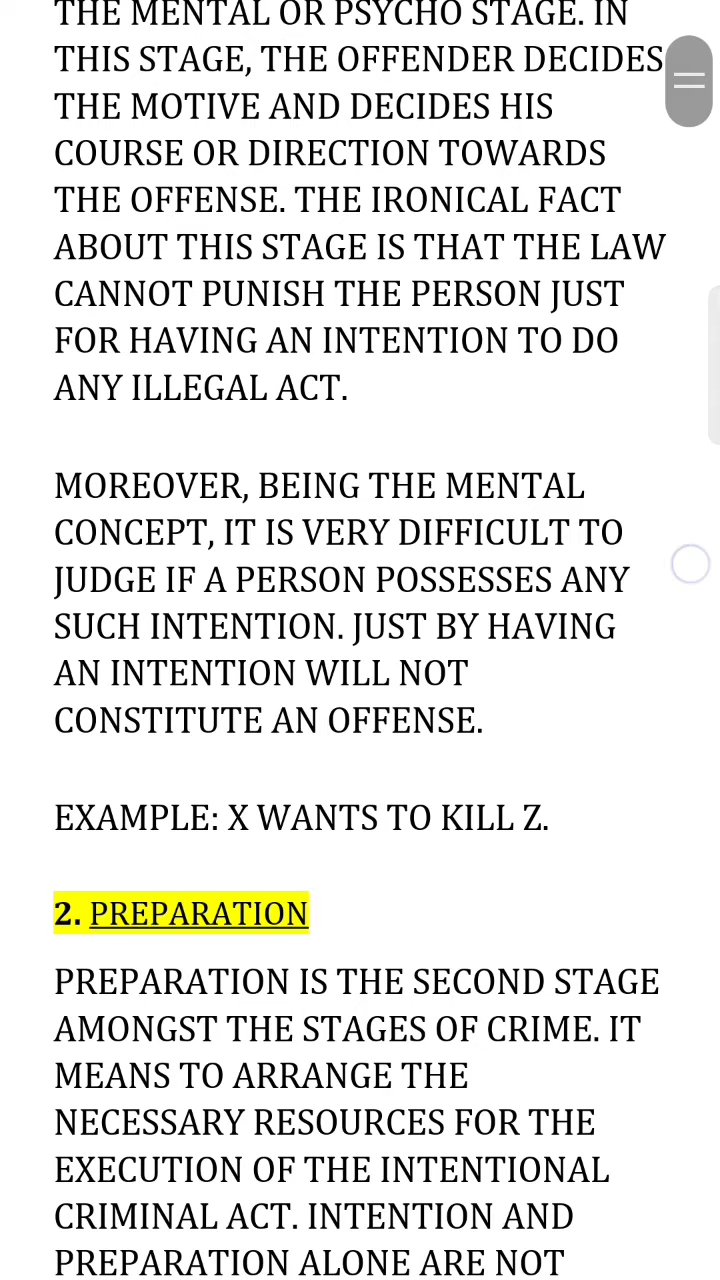 THE MENTAL OR PSYCHO STAGE. IN
THIS STAGE, THE OFFENDER DECIDES
THE MOTIVE AND DECIDES HIS
COURSE OR DIRECTION TOWARDS
THE OFFENSE. THE IRONICAL FACT
ABOUT THIS STAGE IS THAT THE LAW
CANNOT PUNISH THE PERSON JUST
FOR HAVING AN INTENTION TO DO
ANY ILLEGAL ACT.
MOREOVER, BEING THE MENTAL
CONCEPT, IT IS VERY DIFFICULT TO
JUDGE IF A PERSON POSSESSES ANY
SUCH INTENTION. JUST BY HAVING
AN INTENTION WILL NOT
CONSTITUTE AN OFFENSE.
EXAMPLE: X WANTS TO KILL Z.
2. PREPARATION
PREPARATION IS THE SECOND STAGE
AMONGST THE STAGES OF CRIME. IT
MEANS TO ARRANGE THE
NECESSARY RESOURCES FOR THE
EXECUTION OF THE INTENTIONAL
CRIMINAL ACT. INTENTION AND
PREPARATION ALONE ARE NOT